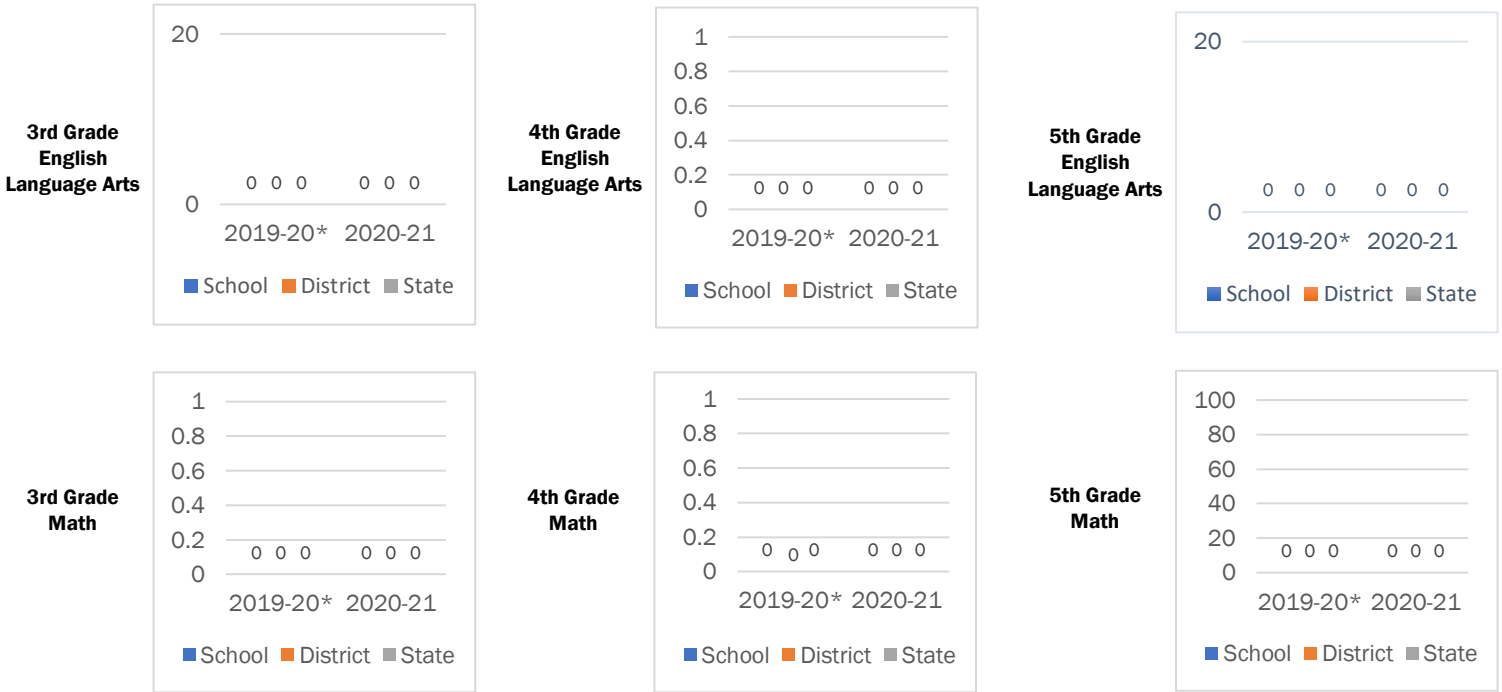 3rd Grade
English
Language Arts
20
0
0 0 0 0 0 0
2019-20* 2020-21
School District State
4th Grade
English
Language Arts
1
0.8
0.6
0.4
0.2
0
0 0 0 0 0 0
2019-20* 2020-21
School District State
5th Grade
English
Language Arts
20
0
0 0 0 0 0 0
2019-20* 2020-21
School District State
3rd Grade
Math
1
0.8
0.6
0.4
0.2
0
0 0 0 0 0 0
2019-20* 2020-21
School District State
4th Grade
Math
1
0.8
0.6
0.4
0.2
0
0 0 0 0 0 0
2019-20* 2020-21
School District State
5th Grade
Math
100
80
60
40
20
0
0 0 0 0 0 0
2019-20* 2020-21
School District State